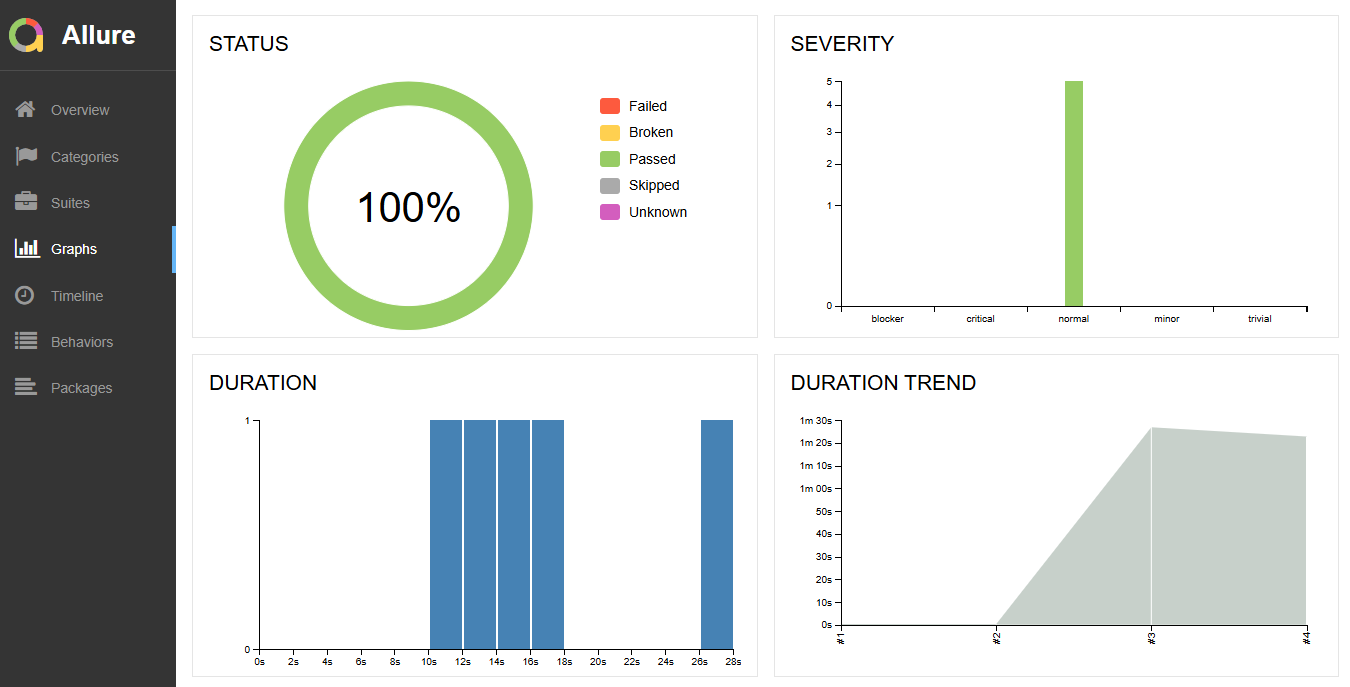 Allure
Overview
Categories
Suites
Graphs
Timeline
Behaviors
Packages
STATUS
100%
Failed
Broken
Passed
Skipped
Unknown
SEVERITY
5
4
3
2
1
0
blocker critical normal minor trivial
DURATION
1
0
0s 2s 4s 6s 8s 10s 12s 14s 16s 18s 20s 22s 24s 26s 28s
DURATION TREND
1m 30s
1m 20s
1m 10s
1m 00s
50s
40s
30s
20s
10s
0s
#1 #2 #3 #4